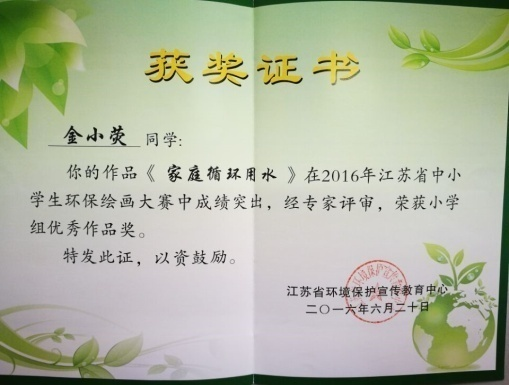 获奖证书
金小荧 同学:
你的作品《 家庭循环用水 》在2016年江苏省中小
学生环保绘画大赛中成绩突出，经专家评审，荣获小学
组优秀作品奖。
特发此证，以资鼓励。
江苏省环境保护宣传教育中心
二〇一六年六月二十日